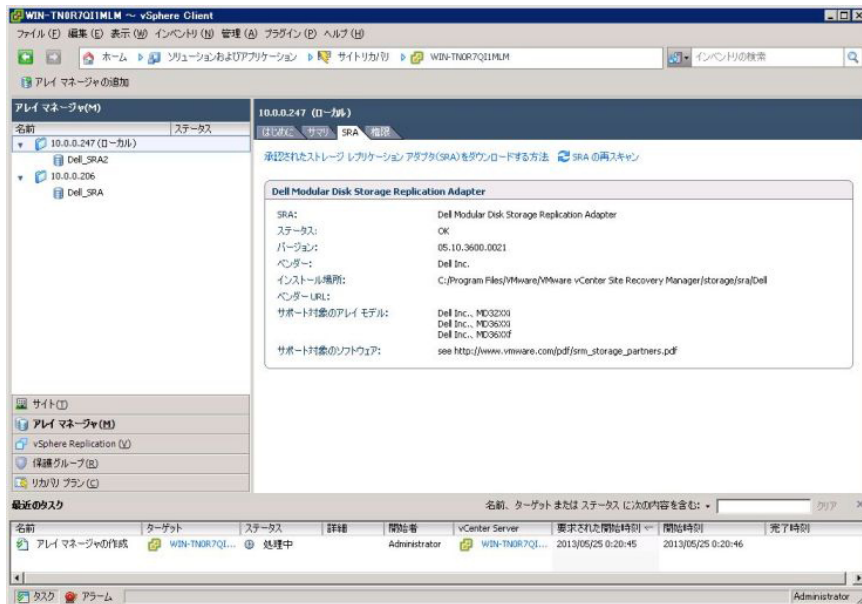 WIN-TN0R7QI1MLM ～ vSphere Client
ファイル(F) 編集(E) 表示(W) インベントリ(N) 管理(A) プラグイン(P) ヘルプ(H)
ホーム ソリューションおよびアプリケーション サイトリカバリ WIN-TN0R7QI1MLM インベントリの検索
アレイ マネージャの追加
アレイ マネージャ(M)
名前 ステータス
10.0.0.247 (ローカル)
Dell_SRA2
10.0.0.206
Dell_SRA
サイト(T)
アレイ マネージャ(M)
vSphere Replication (V)
保護グループ(R)
リカバリ プラン(C)
10.0.0.247 (ローカル)
はじめに サマリ SRA 権限
承認されたストレージ レプリケーション アダプタ(SRA)をダウンロードする方法 SRA の再スキャン
Dell Modular Disk Storage Replication Adapter
SRA: Dell Modular Disk Storage Replication Adapter
ステータス: OK
バージョン: 05.10.3600.0021
ベンダー: Dell Inc.
インストール場所: C:/Program Files/VMware/VMware vCenter Site Recovery Manager/storage/sra/Dell
ベンダー URL:
サポート対象のアレイ モデル: Dell Inc., MD32XXi
Dell Inc., MD36XXi
Dell Inc., MD36XXf
サポート対象のソフトウェア: see http://www.vmware.com/pdf/srm_storage_partners.pdf
最近のタスク 名前、ターゲット または ステータス に次の内容を含む: クリア
名前 ターゲット ステータス 詳細 開始者 vCenter Server 要求された開始時刻 開始時刻 完了時刻
アレイ マネージャの作成 WIN-TN0R7QI... 処理中 Administrator WIN-TN0R7QI... 2013/05/25 0:20:45 2013/05/25 0:20:46
タスク アラーム Administrator